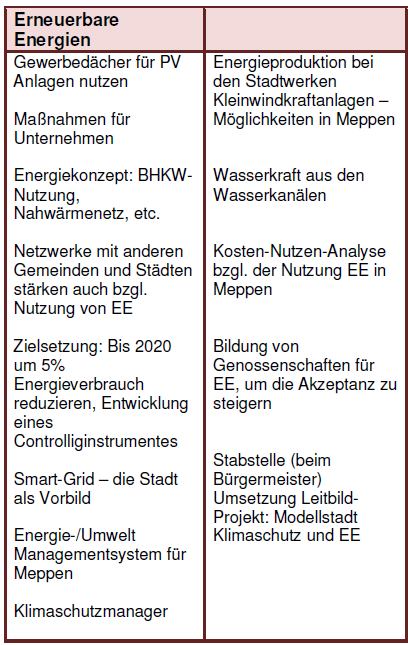 Erneuerbare
Energien
Gewerbedächer für PV
Anlagen nutzen
Maßnahmen für
Unternehmen
Energiekonzept: BHKW-
Nutzung,
Nahwärmenetz, etc.
Netzwerke mit anderen
Gemeinden und Städten
stärken auch bzgl.
Nutzung von EE
Zielsetzung: Bis 2020
um 5%
Energieverbrauch
reduzieren, Entwicklung
eines
Controlliginstrumentes
Smart-Grid – die Stadt
als Vorbild
Energie-/Umwelt
Managementsystem für
Meppen
Klimaschutzmanager
Energieproduktion bei
den Stadtwerken
Kleinwindkraftanlagen –
Möglichkeiten in Meppen
Wasserkraft aus den
Wasserkanälen
Kosten-Nutzen-Analyse
bzgl. der Nutzung EE in
Meppen
Bildung von
Genossenschaften für
EE, um die Akzeptanz zu
steigern
Stabstelle (beim
Bürgermeister)
Umsetzung Leitbild-
Projekt: Modellstadt
Klimaschutz und EE